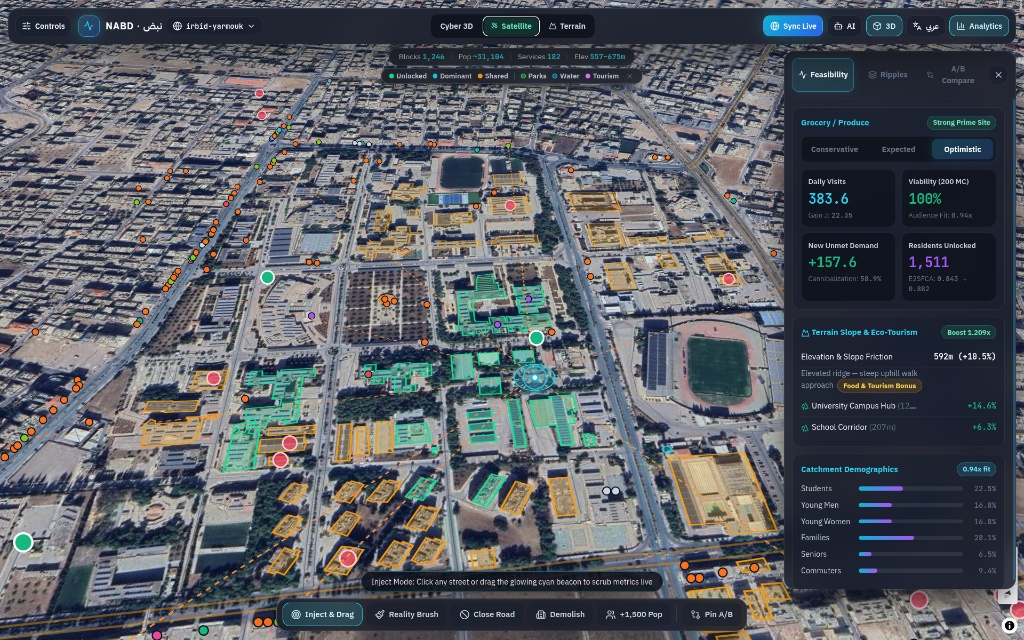 Controls
NABD · نبض
irbid-yarmouk
Cyber 3D
Satellite
Terrain
Sync Live
AI
3D
عربي
Analytics
Blocks 1,246
Pop ~31,104
Services 182
Elev 557-675m
Unlocked
Dominant
Shared
Parks
Water
Tourism
×
Feasibility
Ripples
A/B Compare
×
Grocery / Produce
Strong Prime Site
Conservative
Expected
Optimistic
Daily Visits
383.6
Gain J: 22.35
Viability (200 MC)
100%
Audience Fit: 0.94x
New Unmet Demand
+157.6
Cannibalization: 58.9%
Residents Unlocked
1,511
E2SFCA: 0.843 →
0.882
Terrain Slope & Eco-Tourism
Boost 1.209x
Elevation & Slope Friction
592m (+10.5%)
Elevated ridge — steep uphill walk
approach
Food & Tourism Bonus
University Campus Hub (12...
+14.6%
School Corridor (207m)
+6.3%
Catchment Demographics
0.94x fit
Students
22.5%
Young Men
16.8%
Young Women
16.8%
Families
28.1%
Seniors
6.5%
Commuters
9.6%
Inject Mode: Click any street or drag the glowing cyan beacon to scrub metrics live
Inject & Drag
Reality Brush
Close Road
Demolish
+1,500 Pop
Pin A/B